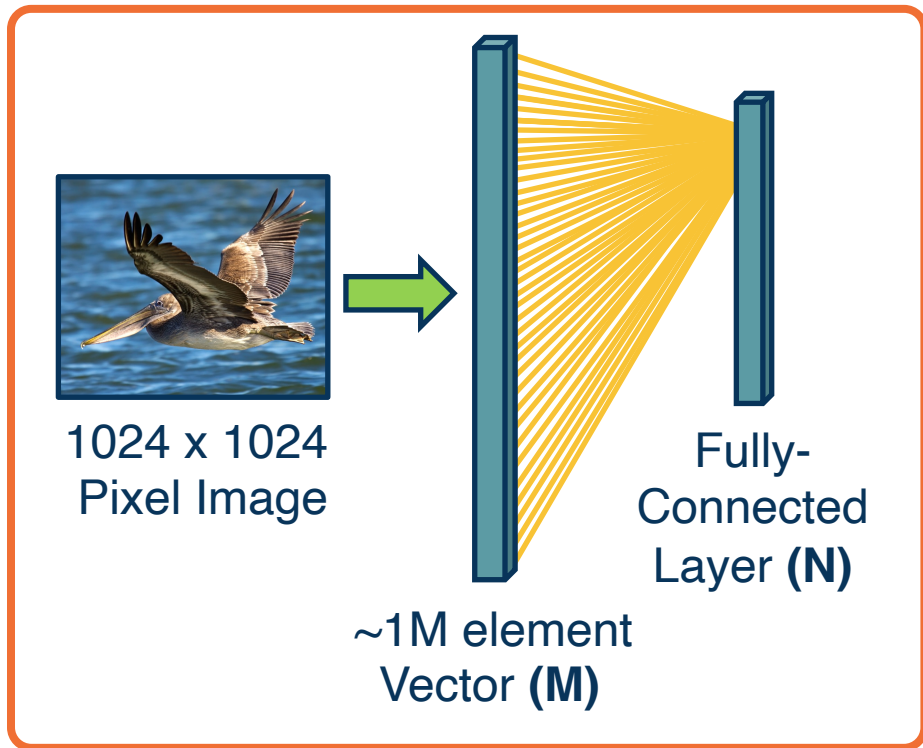 1024 x 1024
Pixel Image
~1M element
Vector (M)
Fully-
Connected
Layer (N)